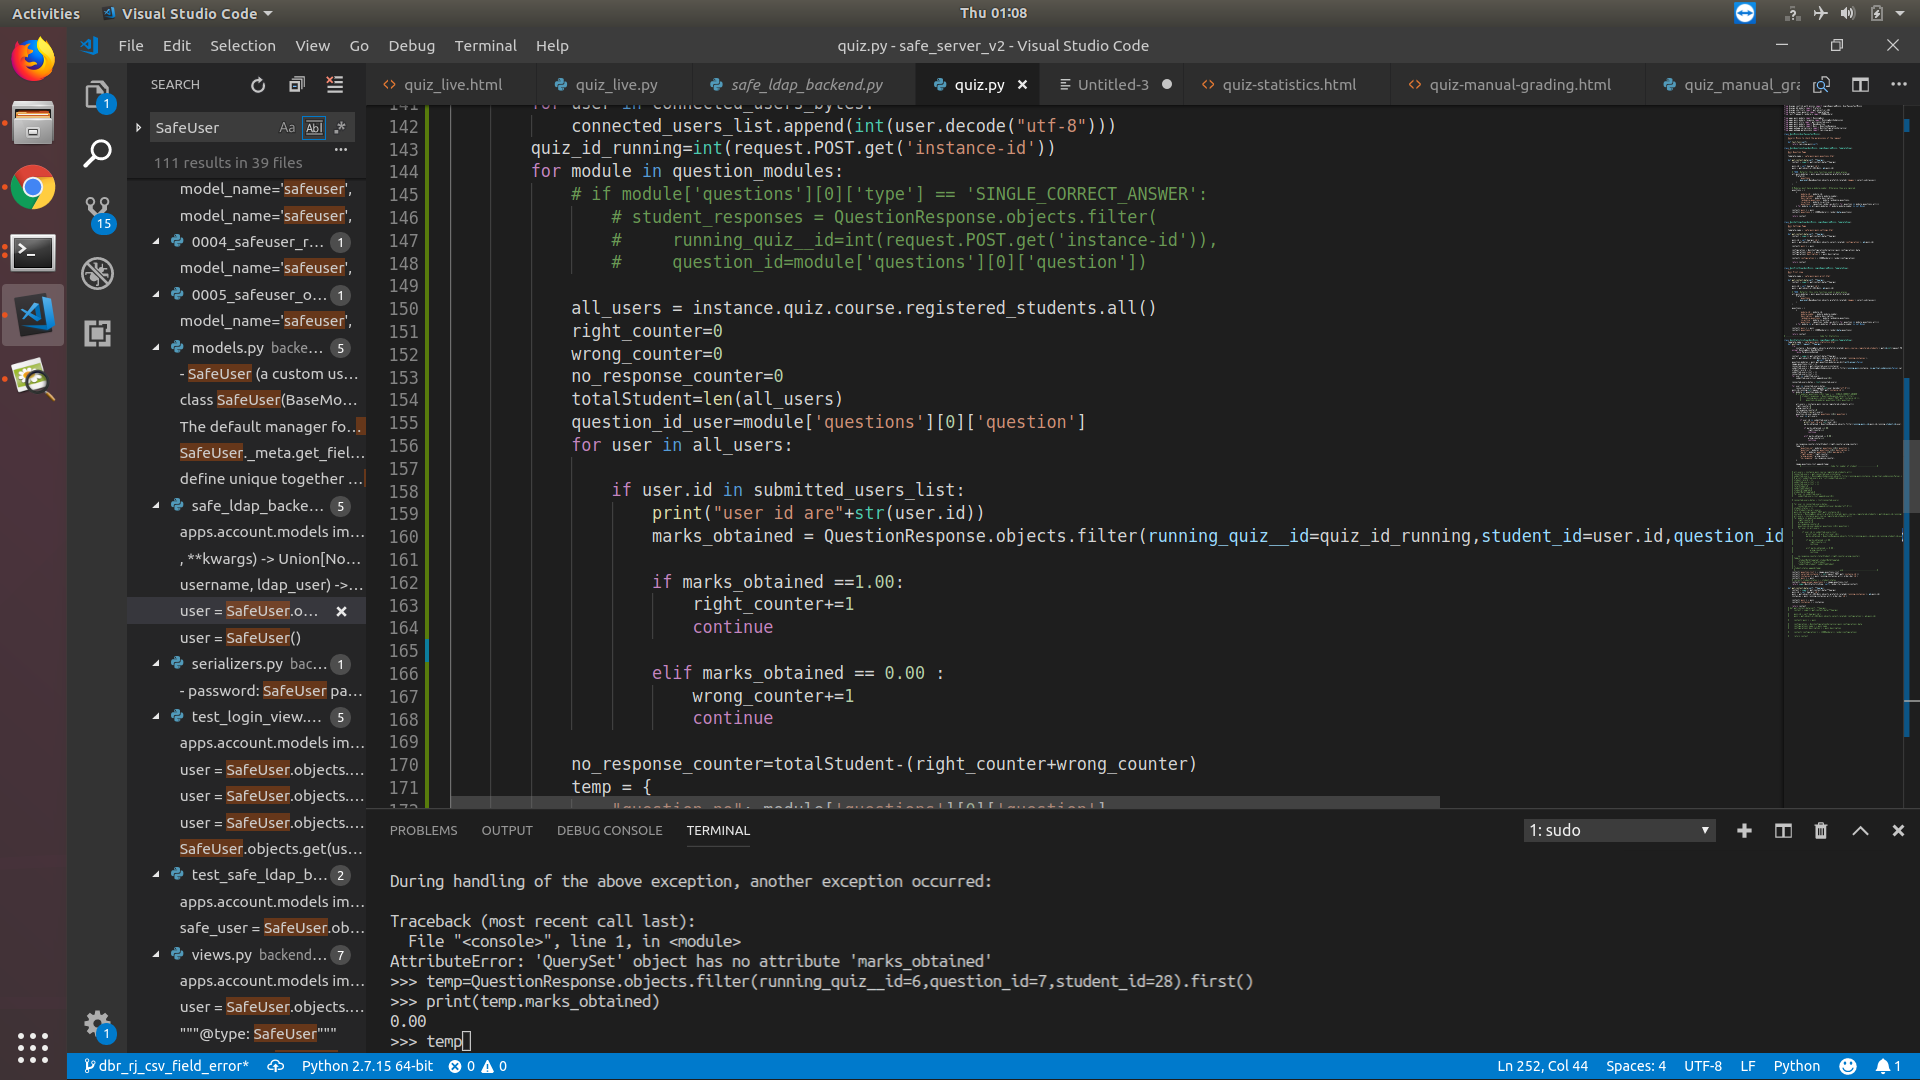 Activities
Visual Studio Code
Thu 01:08
File Edit Selection View Go Debug Terminal Help
quiz.py - safe_server_v2 - Visual Studio Code
SEARCH
SafeUser
Aa
Abl
.*
111 results in 39 files
model_name='safeuser',
model_name='safeuser',
0004_safeuser_r... 1
model_name='safeuser',
0005_safeuser_o... 1
model_name='safeuser',
models.py backe... 5
- SafeUser (a custom us...
class SafeUser(BaseMo...
The default manager fo...
SafeUser._meta.get_fiel...
define unique together ...
safe_ldap_backe... 5
apps.account.models im...
, **kwargs) -> Union[No...
username, ldap_user) ->...
user = SafeUser.o...
user = SafeUser()
serializers.py bac... 1
- password: SafeUser pa...
test_login_view.... 5
apps.account.models im...
user = SafeUser.objects....
user = SafeUser.objects....
user = SafeUser.objects....
SafeUser.objects.get(us...
test_safe_ldap_b... 2
apps.account.models im...
safe_user = SafeUser.ob...
views.py backend... 7
apps.account.models im...
user = SafeUser.objects....
"""@type: SafeUser"""
1
15
1
quiz_live.html
quiz_live.py
safe_ldap_backend.py
quiz.py
Untitled-3
quiz-statistics.html
quiz-manual-grading.html
quiz_manual_gra
141 for user in connected_users_bytes:
142 connected_users_list.append(int(user.decode("utf-8")))
143 quiz_id_running=int(request.POST.get('instance-id'))
144 for module in question_modules:
145 # if module['questions'][0]['type'] == 'SINGLE_CORRECT_ANSWER':
146 # student_responses = QuestionResponse.objects.filter(
147 # running_quiz__id=int(request.POST.get('instance-id')),
148 # question_id=module['questions'][0]['question'])
149
150 all_users = instance.quiz.course.registered_students.all()
151 right_counter=0
152 wrong_counter=0
153 no_response_counter=0
154 totalStudent=len(all_users)
155 question_id_user=module['questions'][0]['question']
156 for user in all_users:
157
158 if user.id in submitted_users_list:
159 print("user id are"+str(user.id))
160 marks_obtained = QuestionResponse.objects.filter(running_quiz__id=quiz_id_running,student_id=user.id,question_id
161
162 if marks_obtained ==1.00:
163 right_counter+=1
164 continue
165
166 elif marks_obtained == 0.00 :
167 wrong_counter+=1
168 continue
169
170 no_response_counter=totalStudent-(right_counter+wrong_counter)
171 temp = {
172 "question_no": module['questions'][0]['question']
PROBLEMS OUTPUT DEBUG CONSOLE TERMINAL
1: sudo
During handling of the above exception, another exception occurred:
Traceback (most recent call last):
File "<console>", line 1, in <module>
AttributeError: 'QuerySet' object has no attribute 'marks_obtained'
>>> temp=QuestionResponse.objects.filter(running_quiz__id=6,question_id=7,student_id=28).first()
>>> print(temp.marks_obtained)
0.00
>>> temp
dbr_rj_csv_field_error*
Python 2.7.15 64-bit
0 0
Ln 252, Col 44
Spaces: 4
UTF-8
LF
Python
1